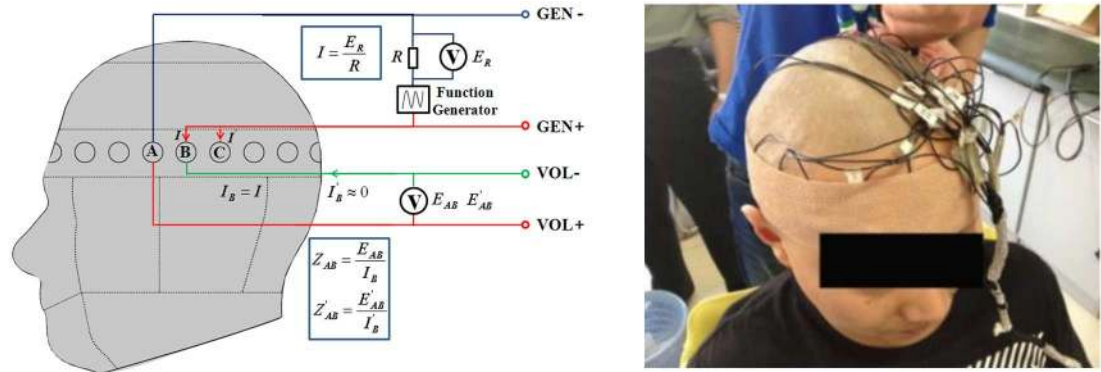 GEN -
I = E_R / R
R
V
E_R
Function
Generator
GEN+
I
I
A
B
C
VOL-
I_B = I
I'_B ≈ 0
V
E_AB E'_AB
VOL+
Z_AB = E_AB / I_B
Z'_AB = E'_AB / I'_B